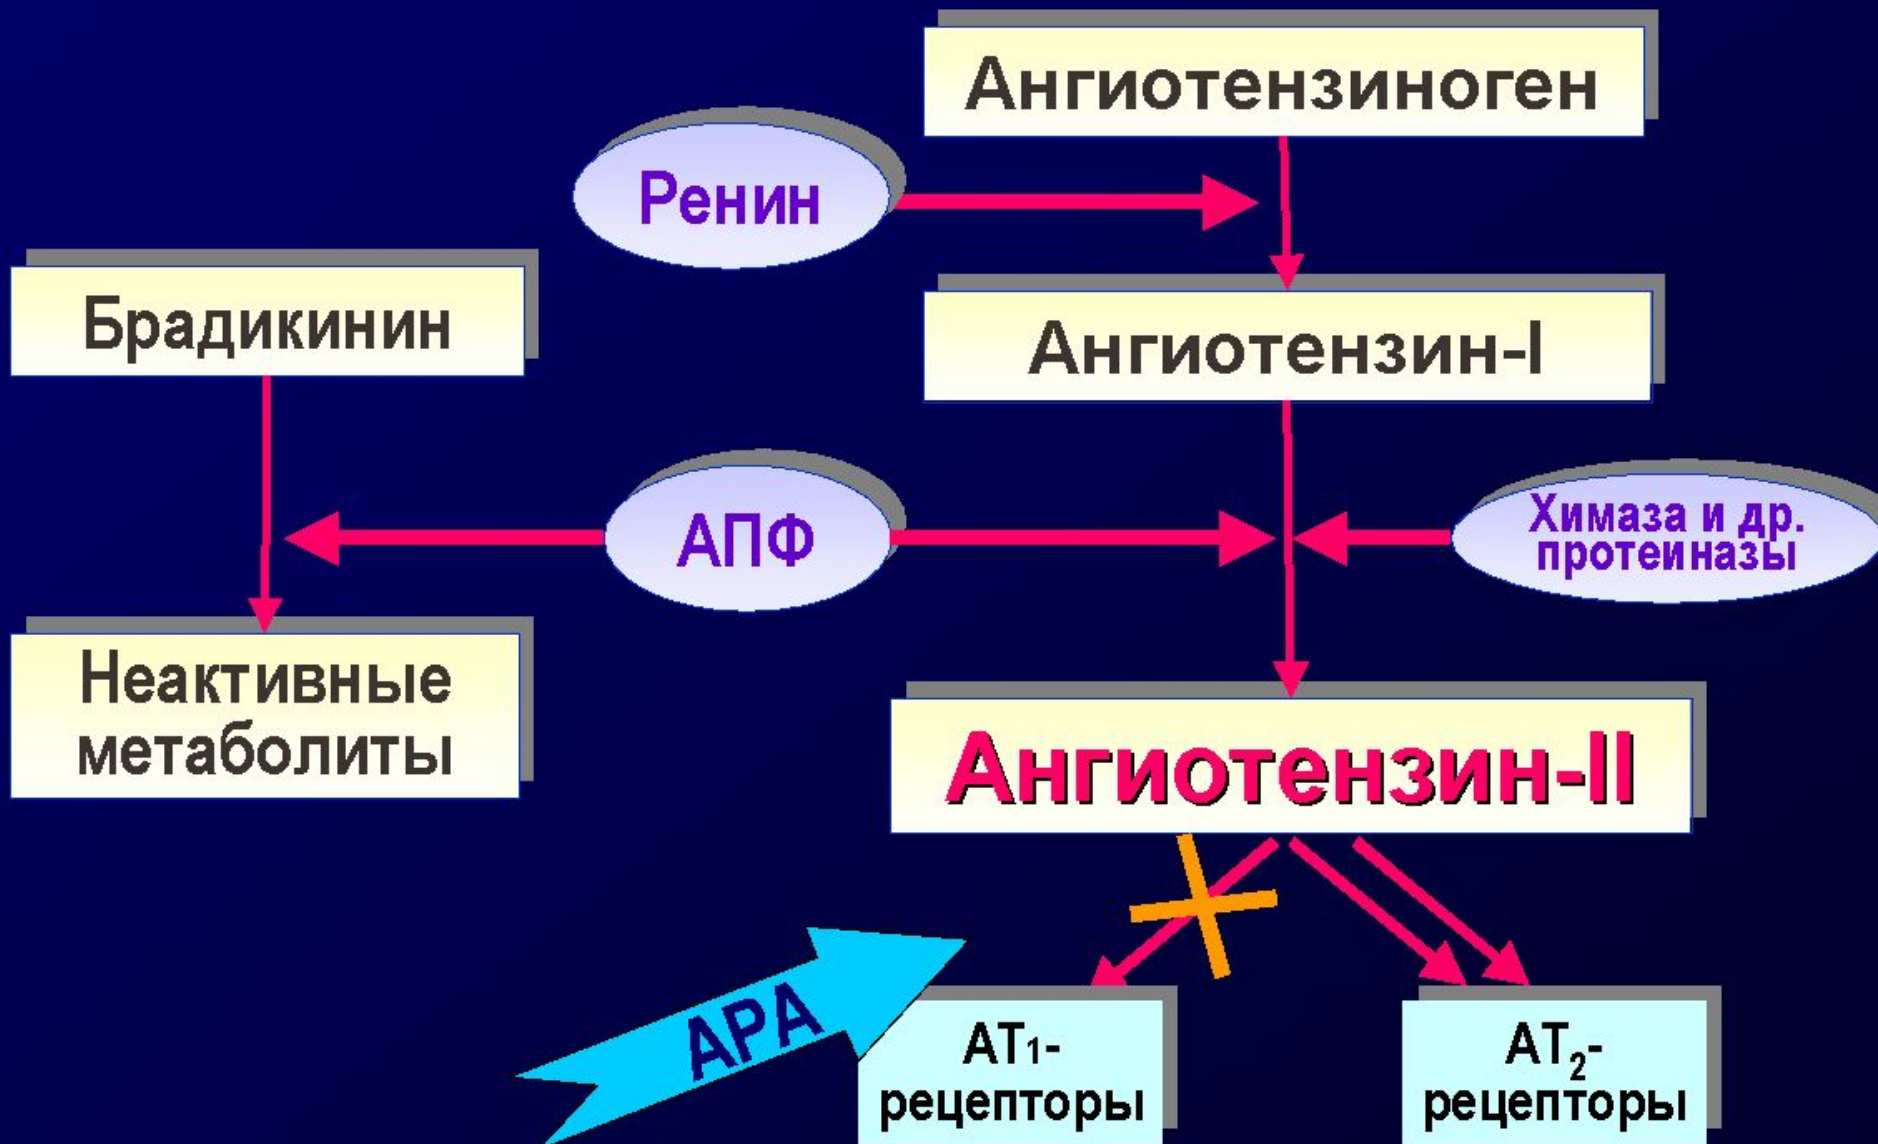 Ангиотензиноген
Ренин
Брадикинин
Ангиотензин-I
АПФ
Химаза и др.
протеиназы
Неактивные
метаболиты
Ангиотензин-II
АРА
АТ1-
рецепторы
АТ2-
рецепторы